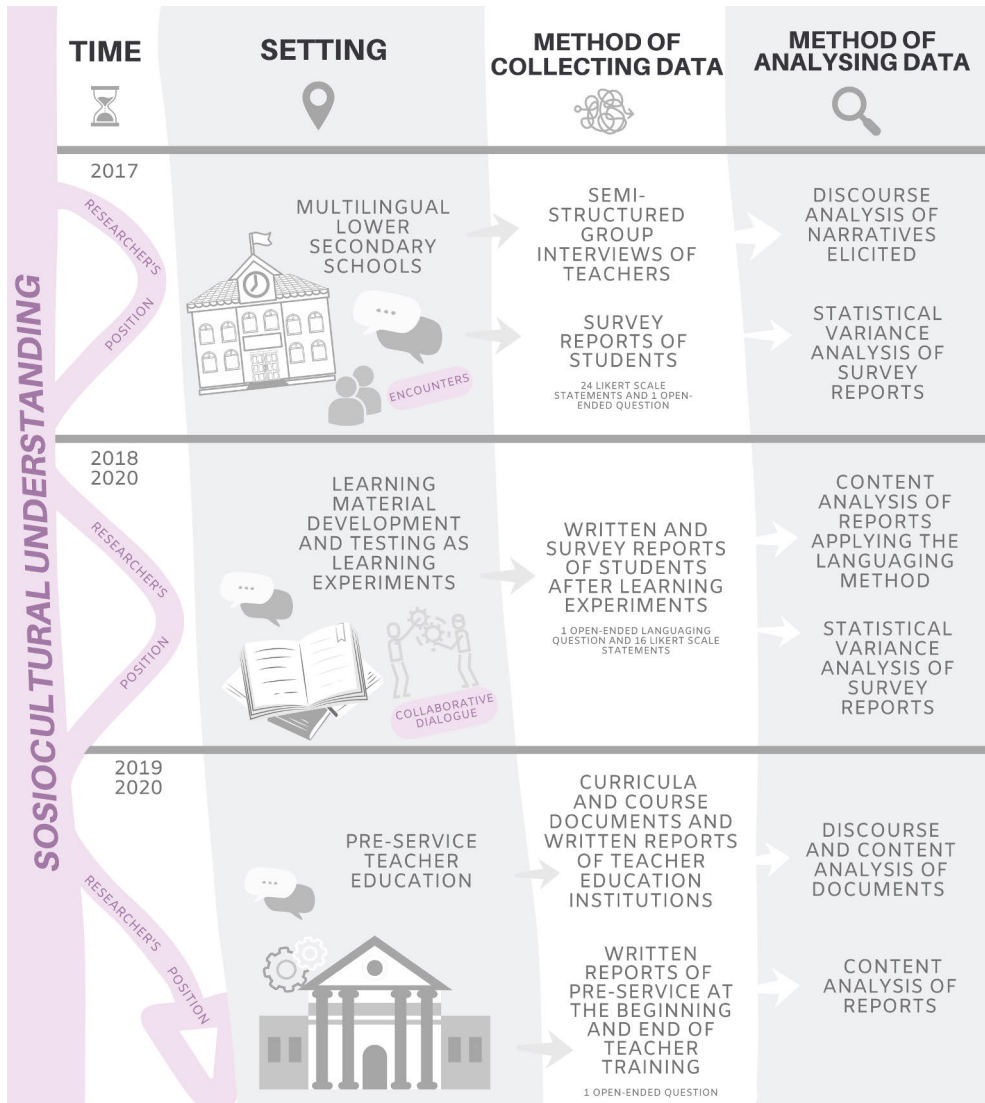 SOSIOCULTURAL UNDERSTANDING
TIME
SETTING
METHOD OF
COLLECTING DATA
METHOD OF
ANALYSING DATA
2017
RESEARCHER'S
POSITION
MULTILINGUAL
LOWER
SECONDARY
SCHOOLS
ENCOUNTERS
SEMI-
STRUCTURED
GROUP
INTERVIEWS OF
TEACHERS
SURVEY
REPORTS OF
STUDENTS
24 LIKERT SCALE
STATEMENTS AND 1 OPEN-
ENDED QUESTION
DISCOURSE
ANALYSIS OF
NARRATIVES
ELICITED
STATISTICAL
VARIANCE
ANALYSIS OF
SURVEY
REPORTS
2018
2020
RESEARCHER'S
POSITION
LEARNING
MATERIAL
DEVELOPMENT
AND TESTING AS
LEARNING
EXPERIMENTS
COLLABORATIVE
DIALOGUE
WRITTEN AND
SURVEY REPORTS
OF STUDENTS
AFTER LEARNING
EXPERIMENTS
1 OPEN-ENDED LANGUAGING
QUESTION AND 16 LIKERT SCALE
STATEMENTS
CONTENT
ANALYSIS OF
REPORTS
APPLYING THE
LANGUAGING
METHOD
STATISTICAL
VARIANCE
ANALYSIS OF
SURVEY
REPORTS
2019
2020
RESEARCHER'S
POSITION
PRE-SERVICE
TEACHER
EDUCATION
CURRICULA
AND COURSE
DOCUMENTS AND
WRITTEN REPORTS
OF TEACHER
EDUCATION
INSTITUTIONS
WRITTEN
REPORTS OF
PRE-SERVICE AT
THE BEGINNING
AND END OF
TEACHER
TRAINING
1 OPEN-ENDED QUESTION
DISCOURSE
AND CONTENT
ANALYSIS OF
DOCUMENTS
CONTENT
ANALYSIS OF
REPORTS